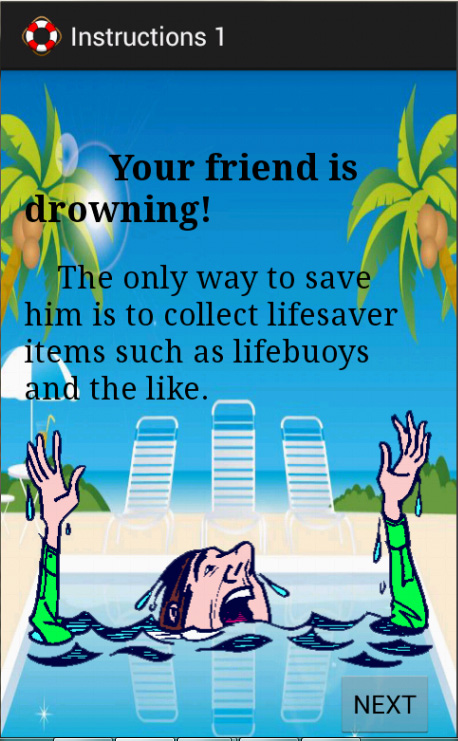 Instructions 1
Your friend is
drowning!
The only way to save
him is to collect lifesaver
items such as lifebuoys
and the like.
NEXT